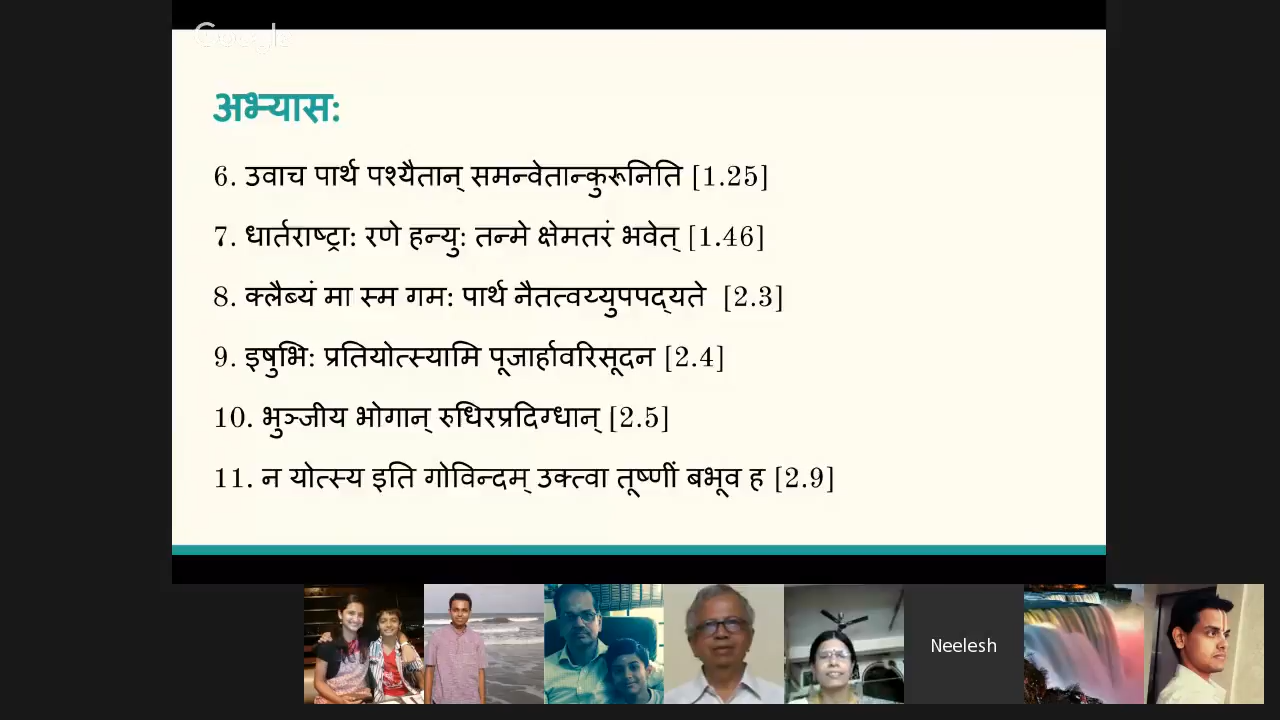 Google
अभ्यास:
6. उवाच पार्थ पश्यैतान् समन्वेतान्कुरूनिति [1.25]
7. धार्तराष्ट्रा: रणे हन्यु: तन्मे क्षेमतरं भवेत् [1.46]
8. क्लैब्यं मा स्म गम: पार्थ नैतत्वय्युपपद्यते [2.3]
9. इषुभि: प्रतियोत्स्यामि पूजार्हावरिसूदन [2.4]
10. भुञ्जीय भोगान् रुधिरप्रदिग्धान् [2.5]
11. न योत्स्य इति गोविन्दम् उक्त्वा तूष्णीं बभूव ह [2.9]
Neelesh